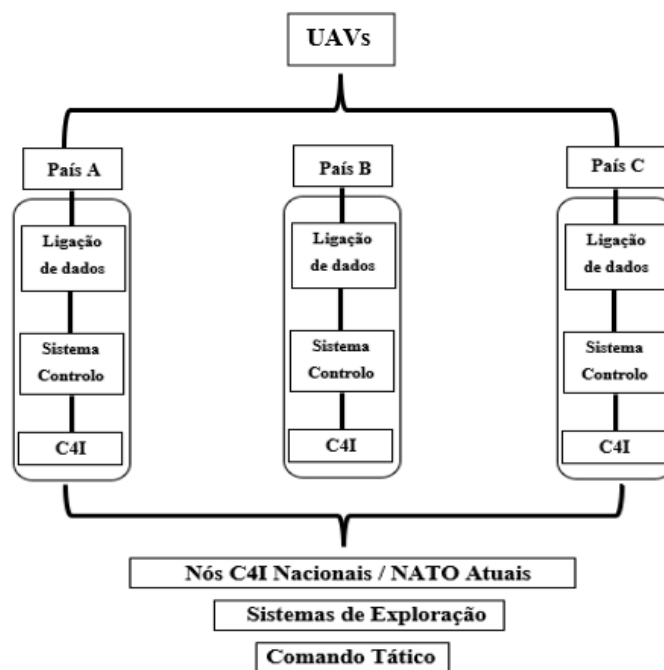 UAVs
País A
País B
País C
Ligação
de dados
Ligação
de dados
Ligação
de dados
Sistema
Controlo
Sistema
Controlo
Sistema
Controlo
C4I
C4I
C4I
Nós C4I Nacionais / NATO Atuais
Sistemas de Exploração
Comando Tático